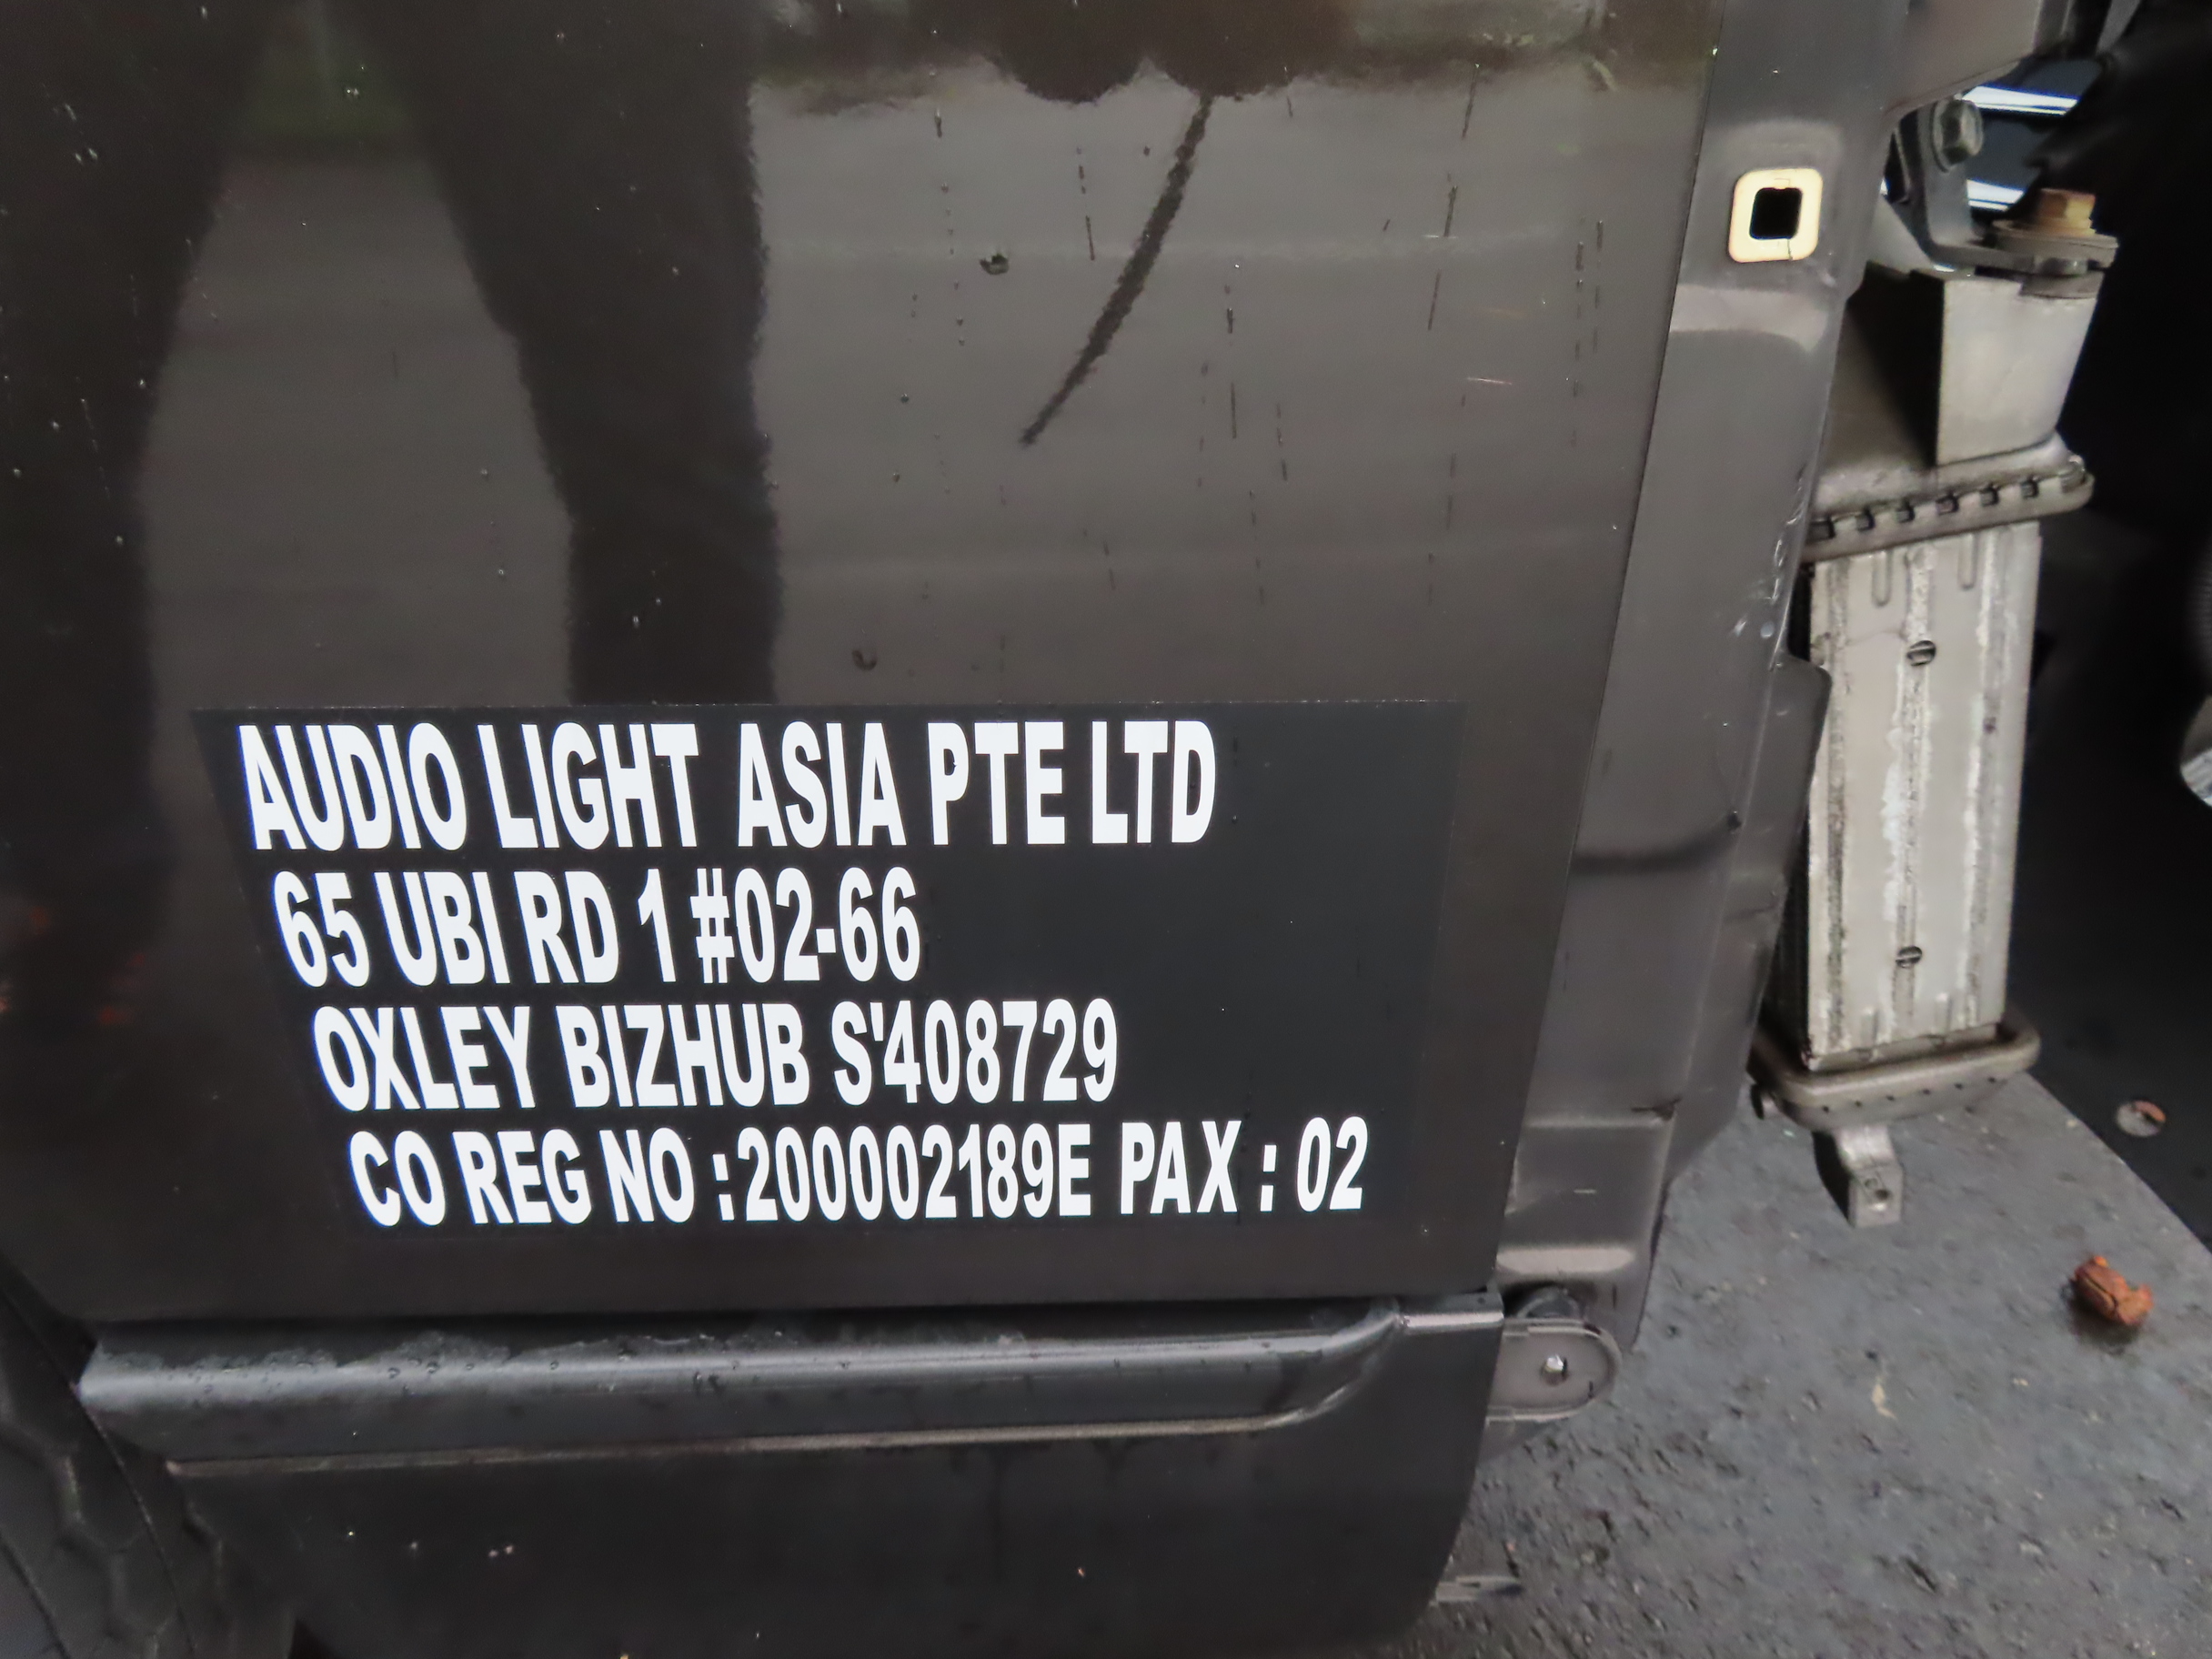 AUDIO LIGHT ASIA PTE LTD
65 UBI RD 1 #02-66
OXLEY BIZHUB S'408729
CO REG NO :200002189E PAX : 02